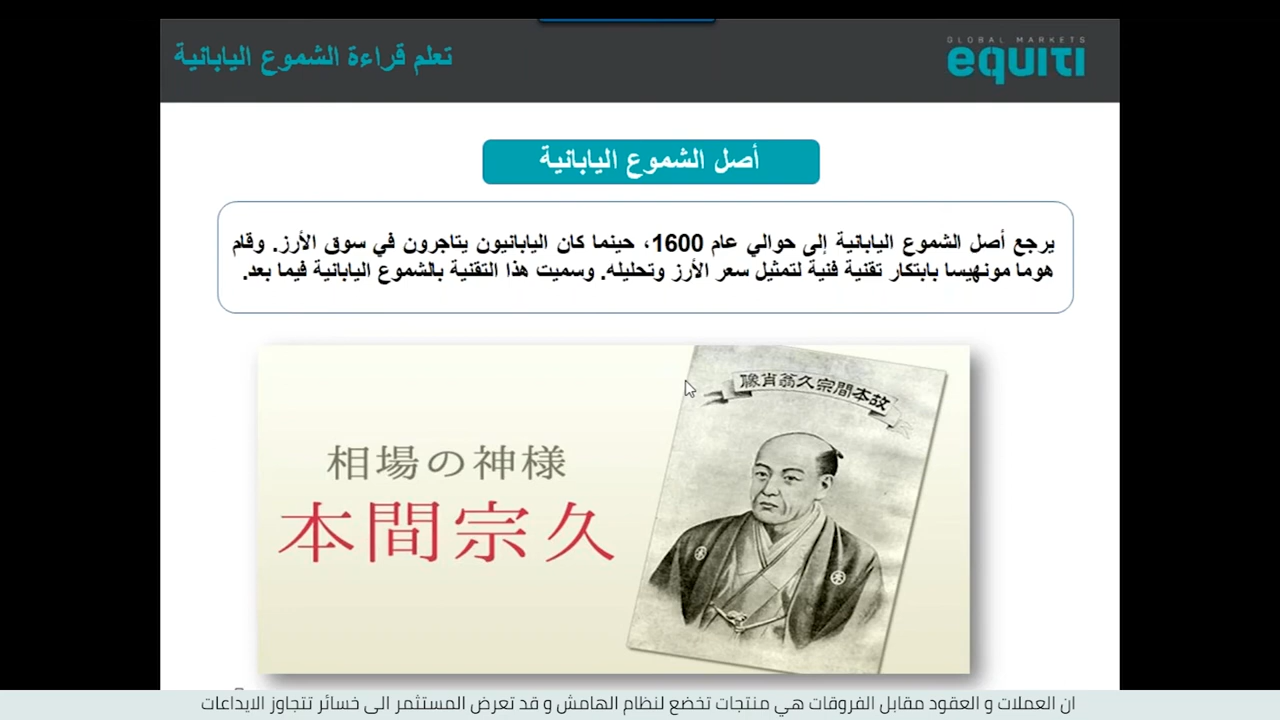 تعلم قراءة الشموع اليابانية
GLOBAL MARKETS
equiti
أصل الشموع اليابانية
يرجع أصل الشموع اليابانية إلى حوالي عام 1600، حينما كان اليابانيون يتاجرون في سوق الأرز. وقام
هوما مونهيسا بابتكار تقنية فنية لتمثيل سعر الأرز وتحليله. وسميت هذا التقنية بالشموع اليابانية فيما بعد.
故本間宗久翁肖像
相場の神様
本間宗久
ان العملات و العقود مقابل الفروقات هي منتجات تخضع لنظام الهامش و قد تعرض المستثمر الى خسائر تتجاوز الايداعات